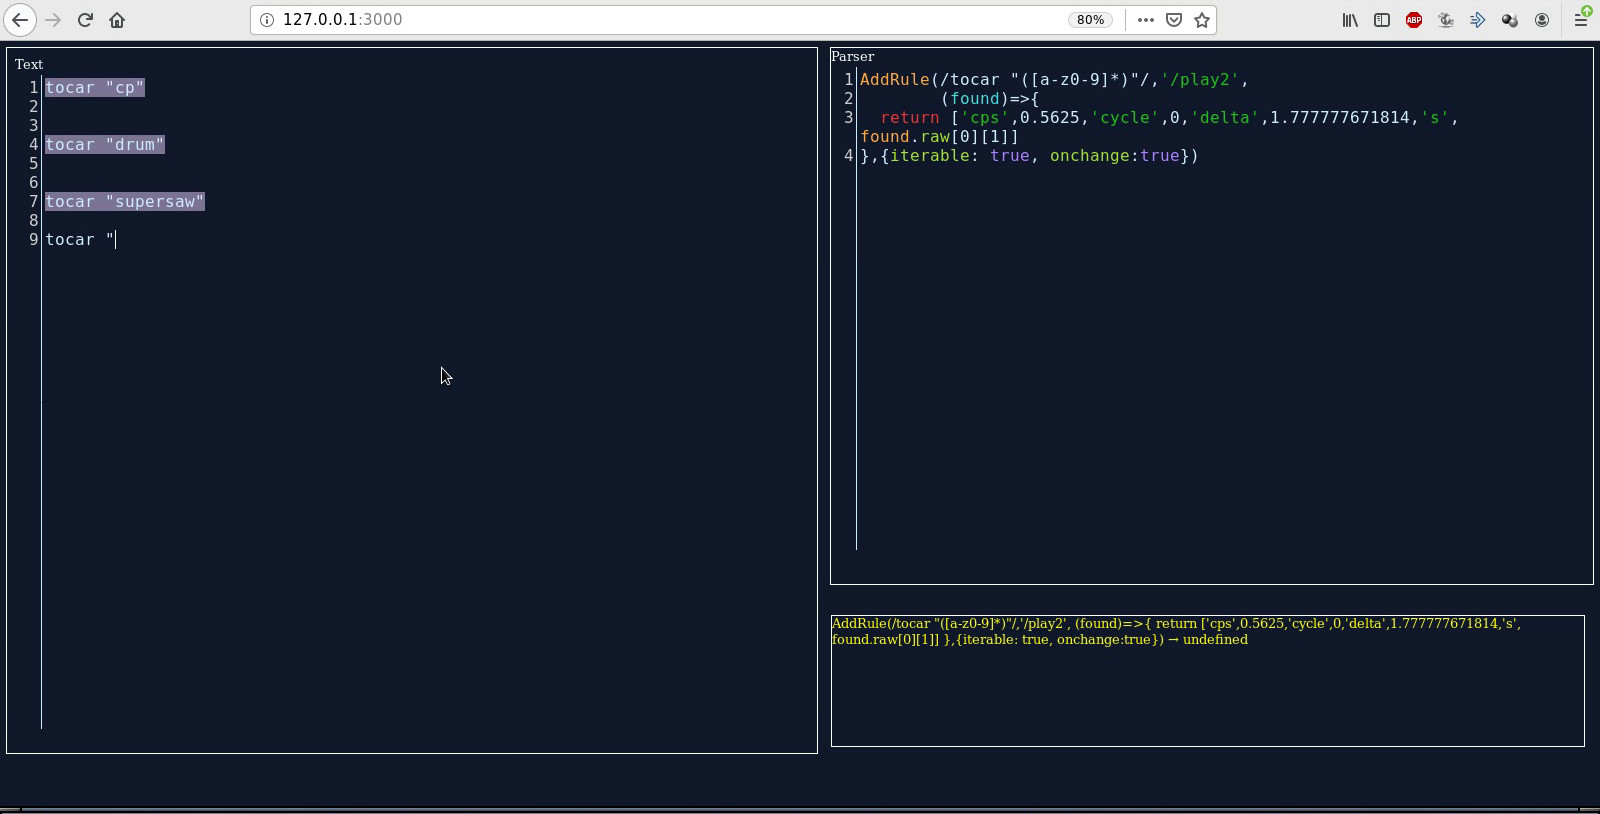 127.0.0.1:3000
80%
ABP
Text
1 tocar "cp"
2
3
4 tocar "drum"
5
6
7 tocar "supersaw"
8
9 tocar "
Parser
1 AddRule(/tocar "([a-z0-9]*)"/,'/play2',
2 (found)=>{
3 return ['cps',0.5625,'cycle',0,'delta',1.777777671814,'s',
found.raw[0][1]]
4 },{iterable: true, onchange:true})
AddRule(/tocar "([a-z0-9]*)"/,'/play2', (found)=>{ return ['cps',0.5625,'cycle',0,'delta',1.777777671814,'s',
found.raw[0][1]] },{iterable: true, onchange:true}) → undefined